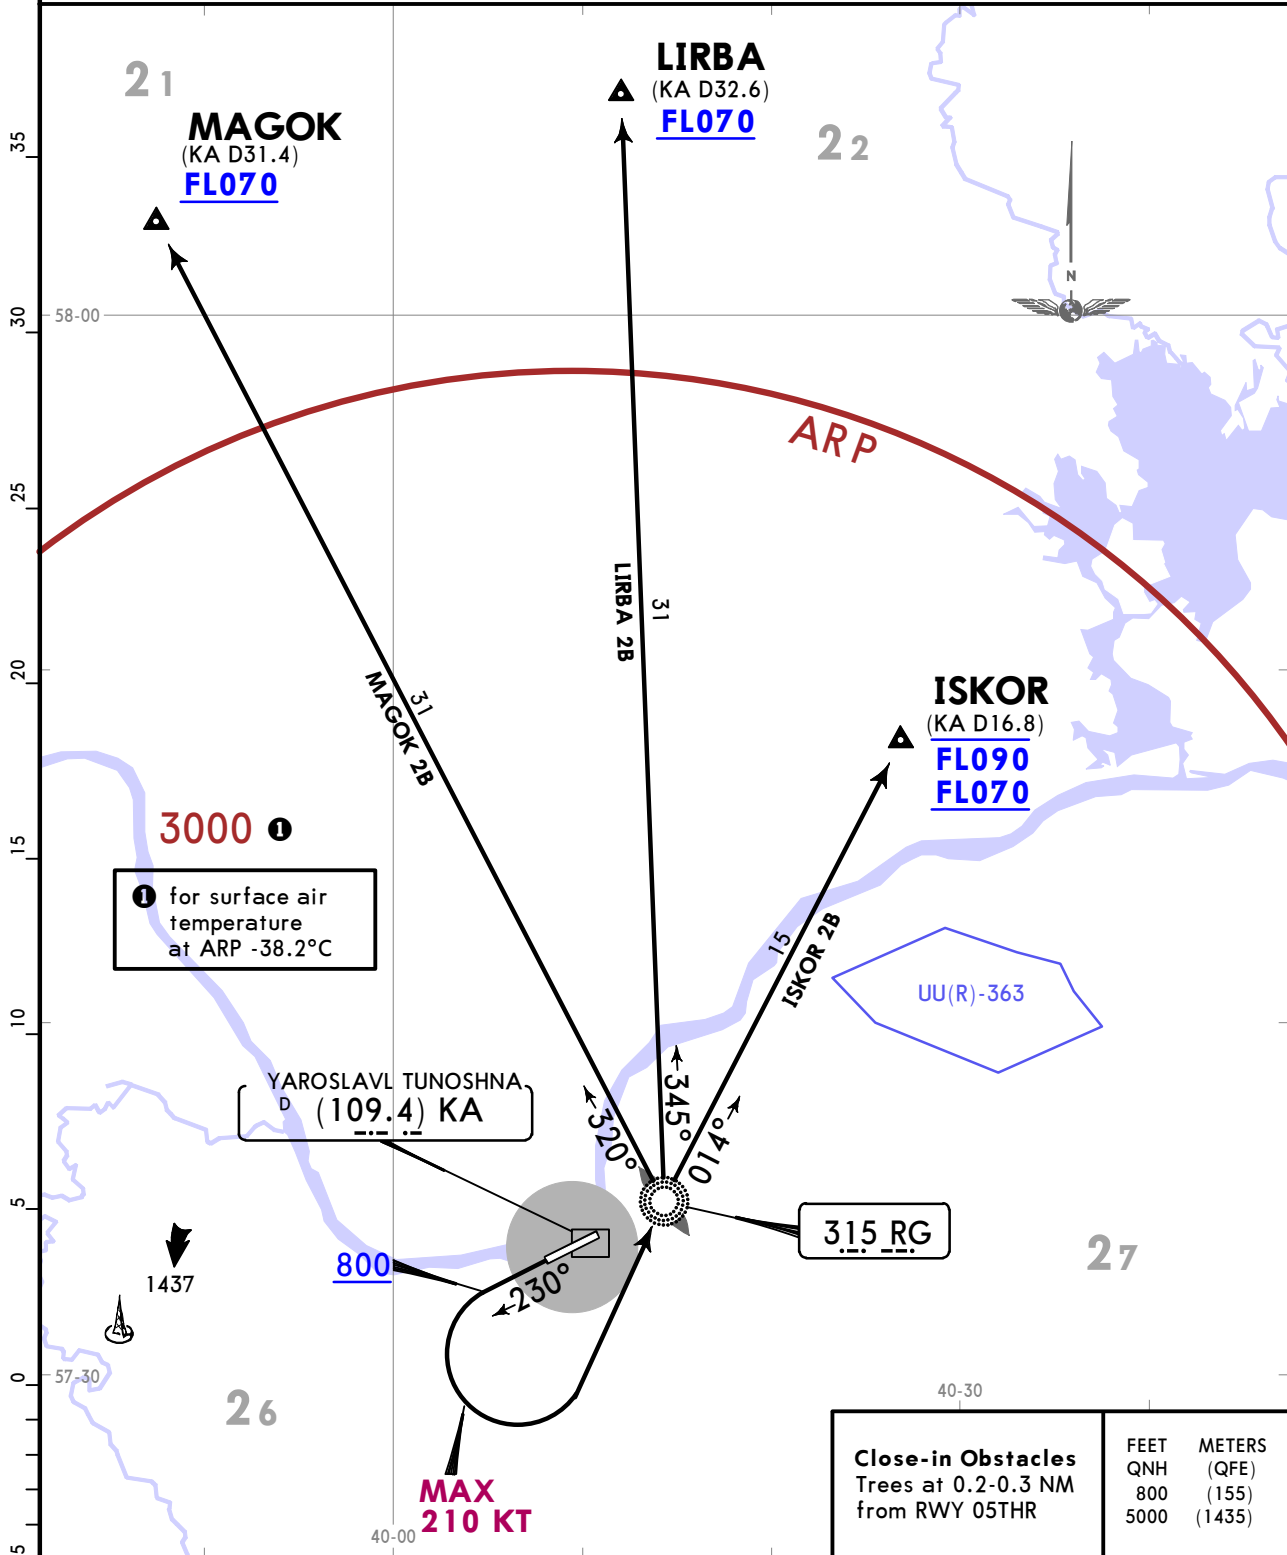 LIRBA
(KA D32.6)
FL070
21
MAGOK
(KA D31.4)
FL070
22
35
N
30
58-00
ARP
25
LIRBA 2B
31
20
MAGOK 2B
31
ISKOR
(KA D16.8)
FL090
FL070
3000 1
15
1 for surface air
temperature
at ARP -38.2°C
15
ISKOR 2B
UU(R)-363
10
YAROSLAVL TUNOSHNA
D (109.4) KA
320°
345°
014°
5
315 RG
800
230°
1437
27
0
57-30
26
40-30
MAX
210 KT
40-00
5
Close-in Obstacles
Trees at 0.2-0.3 NM
from RWY 05THR
FEET METERS
QNH (QFE)
800 (155)
5000 (1435)